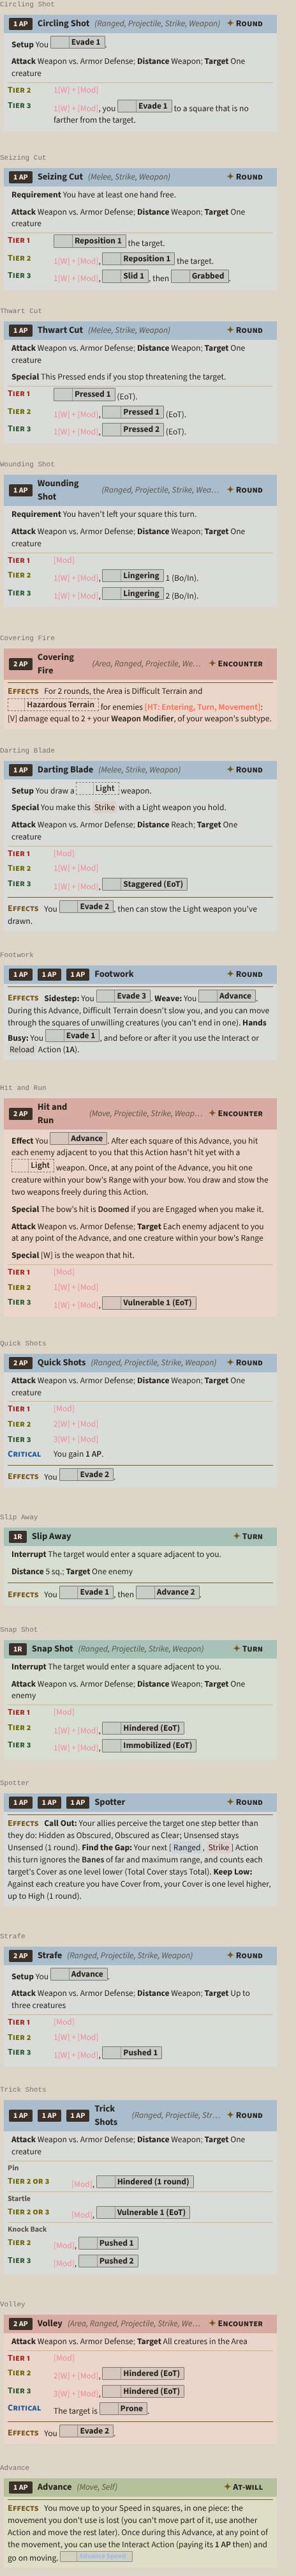 Circling Shot
1 AP Circling Shot (Ranged, Projectile, Strike, Weapon) ✦ ROUND
Setup You Evade 1.
Attack Weapon vs. Armor Defense; Distance Weapon; Target One
creature
TIER 2 1[W] + [Mod]
TIER 3 1[W] + [Mod], you Evade 1 to a square that is no
farther from the target.
Seizing Cut
1 AP Seizing Cut (Melee, Strike, Weapon) ✦ ROUND
Requirement You have at least one hand free.
Attack Weapon vs. Armor Defense; Distance Weapon; Target One
creature
TIER 1 Reposition 1 the target.
TIER 2 1[W] + [Mod], Reposition 1 the target.
TIER 3 1[W] + [Mod], Slid 1, then Grabbed.
Thwart Cut
1 AP Thwart Cut (Melee, Strike, Weapon) ✦ ROUND
Attack Weapon vs. Armor Defense; Distance Weapon; Target One
creature
Special This Pressed ends if you stop threatening the target.
TIER 1 Pressed 1 (EoT).
TIER 2 1[W] + [Mod], Pressed 1 (EoT).
TIER 3 1[W] + [Mod], Pressed 2 (EoT).
Wounding Shot
1 AP Wounding
Shot (Ranged, Projectile, Strike, Wea… ✦ ROUND
Requirement You haven't left your square this turn.
Attack Weapon vs. Armor Defense; Distance Weapon; Target One
creature
TIER 1 [Mod]
TIER 2 1[W] + [Mod], Lingering 1 (Bo/In).
TIER 3 1[W] + [Mod], Lingering 2 (Bo/In).
Covering Fire
2 AP Covering
Fire (Area, Ranged, Projectile, We… ✦ ENCOUNTER
EFFECTS For 2 rounds, the Area is Difficult Terrain and
Hazardous Terrain for enemies [HT: Entering, Turn, Movement]:
[V] damage equal to 2 + your Weapon Modifier, of your weapon's subtype.
Darting Blade
1 AP Darting Blade (Melee, Strike, Weapon) ✦ ROUND
Setup You draw a Light weapon.
Special You make this Strike with a Light weapon you hold.
Attack Weapon vs. Armor Defense; Distance Reach; Target One
creature
TIER 1 [Mod]
TIER 2 1[W] + [Mod]
TIER 3 1[W] + [Mod], Staggered (EoT)
EFFECTS You Evade 2, then can stow the Light weapon you've
drawn.
Footwork
1 AP 1 AP 1 AP Footwork ✦ ROUND
EFFECTS Sidestep: You Evade 3. Weave: You Advance.
During this Advance, Difficult Terrain doesn't slow you, and you can move
through the squares of unwilling creatures (you can't end in one). Hands
Busy: You Evade 1, and before or after it you use the Interact or
Reload Action (1A).
Hit and Run
2 AP Hit and
Run (Move, Projectile, Strike, Weap… ✦ ENCOUNTER
Effect You Advance. After each square of this Advance, you hit
each enemy adjacent to you that this Action hasn't hit yet with a
Light weapon. Once, at any point of the Advance, you hit one
creature within your bow's Range with your bow. You draw and stow the
two weapons freely during this Action.
Special The bow's hit is Doomed if you are Engaged when you make it.
Attack Weapon vs. Armor Defense; Target Each enemy adjacent to you
at any point of the Advance, and one creature within your bow's Range
Special [W] is the weapon that hit.
TIER 1 [Mod]
TIER 2 1[W] + [Mod]
TIER 3 1[W] + [Mod], Vulnerable 1 (EoT)
Quick Shots
2 AP Quick Shots (Ranged, Projectile, Strike, Weapon) ✦ ROUND
Attack Weapon vs. Armor Defense; Distance Weapon; Target One
creature
TIER 1 [Mod]
TIER 2 2[W] + [Mod]
TIER 3 3[W] + [Mod]
CRITICAL You gain 1 AP.
EFFECTS You Evade 2.
Slip Away
1R Slip Away ✦ TURN
Interrupt The target would enter a square adjacent to you.
Distance 5 sq.; Target One enemy
EFFECTS You Evade 1, then Advance 2.
Snap Shot
1R Snap Shot (Ranged, Projectile, Strike, Weapon) ✦ TURN
Interrupt The target would enter a square adjacent to you.
Attack Weapon vs. Armor Defense; Distance Weapon; Target One
enemy
TIER 1 [Mod]
TIER 2 1[W] + [Mod], Hindered (EoT)
TIER 3 1[W] + [Mod], Immobilized (EoT)
Spotter
1 AP 1 AP 1 AP Spotter ✦ ROUND
EFFECTS Call Out: Your allies perceive the target one step better than
they do: Hidden as Obscured, Obscured as Clear; Unsensed stays
Unsensed (1 round). Find the Gap: Your next [ Ranged , Strike ] Action
this turn ignores the Banes of far and maximum range, and counts each
target's Cover as one level lower (Total Cover stays Total). Keep Low:
Against each creature you have Cover from, your Cover is one level higher,
up to High (1 round).
Strafe
2 AP Strafe (Ranged, Projectile, Strike, Weapon) ✦ ROUND
Setup You Advance.
Attack Weapon vs. Armor Defense; Distance Weapon; Target Up to
three creatures
TIER 1 [Mod]
TIER 2 1[W] + [Mod]
TIER 3 1[W] + [Mod], Pushed 1
Trick Shots
1 AP 1 AP 1 AP Trick
Shots (Ranged, Projectile, Str… ✦ ROUND
Attack Weapon vs. Armor Defense; Distance Weapon; Target One
creature
Pin
TIER 2 OR 3 [Mod], Hindered (1 round)
Startle
TIER 2 OR 3 [Mod], Vulnerable 1 (EoT)
Knock Back
TIER 2 [Mod], Pushed 1
TIER 3 [Mod], Pushed 2
Volley
2 AP Volley (Area, Ranged, Projectile, Strike, We… ✦ ENCOUNTER
Attack Weapon vs. Armor Defense; Target All creatures in the Area
TIER 1 [Mod]
TIER 2 2[W] + [Mod], Hindered (EoT)
TIER 3 3[W] + [Mod], Hindered (EoT)
CRITICAL The target is Prone.
EFFECTS You Evade 2.
Advance
1 AP Advance (Move, Self) ✦ AT-WILL
EFFECTS You move up to your Speed in squares, in one piece: the
movement you don't use is lost (you can't move part of it, use another
Action and move the rest later). Once during this Advance, at any point of
the movement, you can use the Interact Action (paying its 1 AP then) and
go on moving. Advance Speed